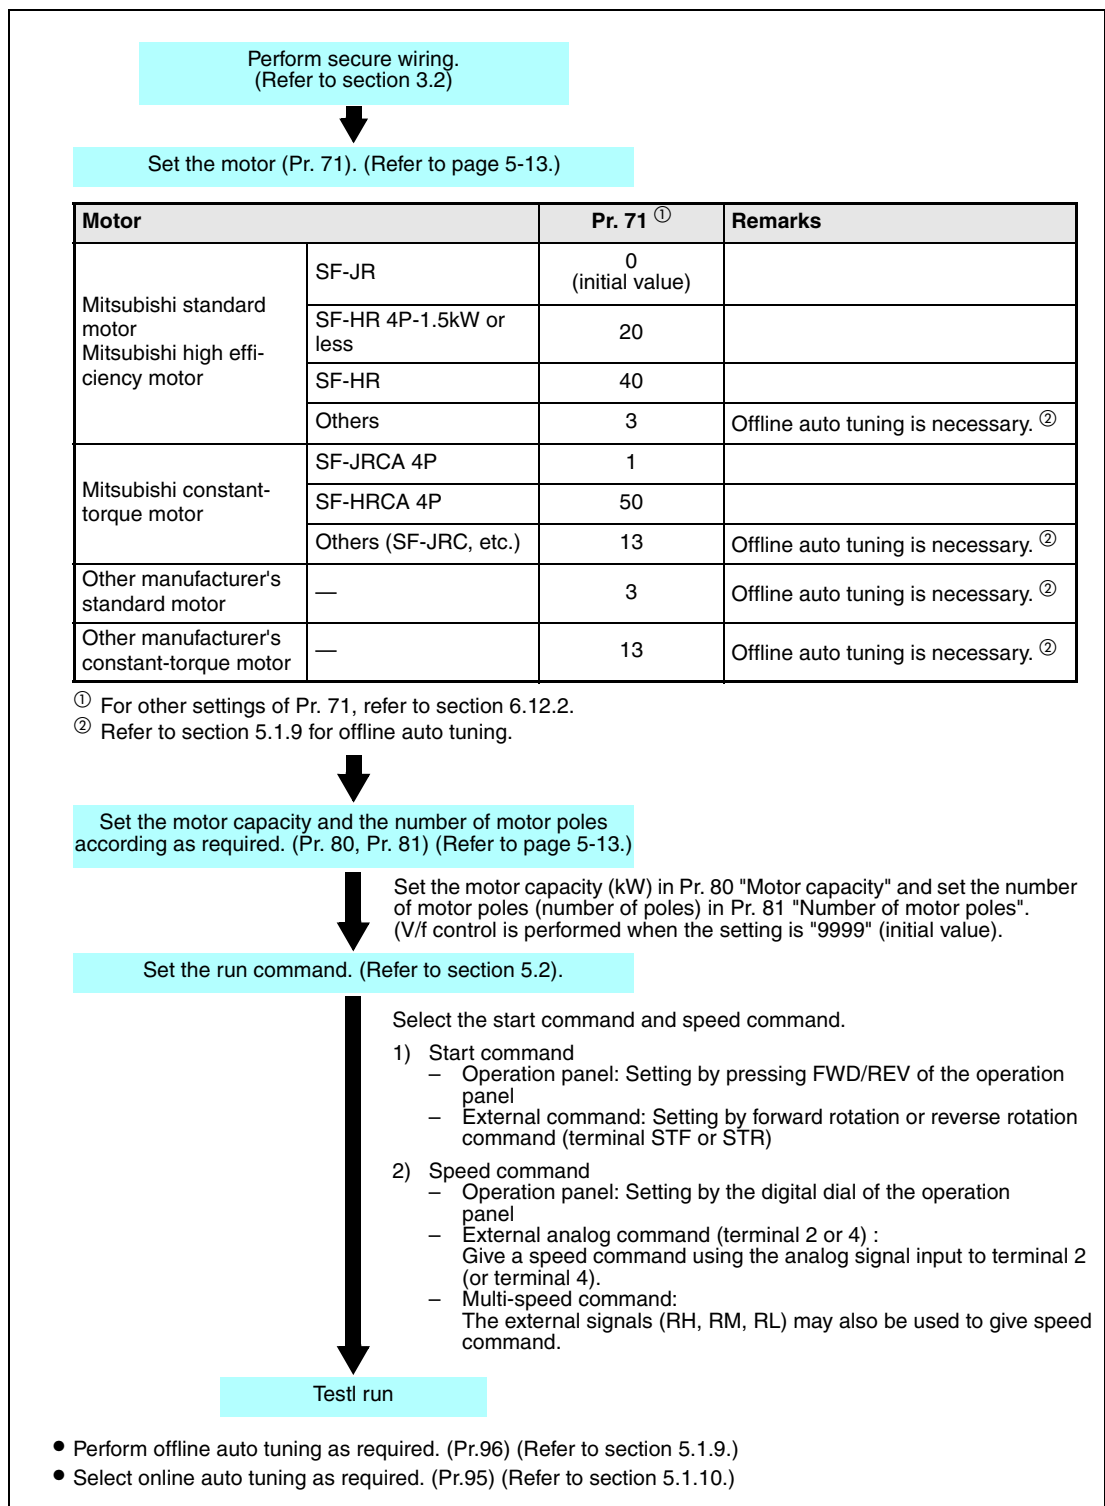 Perform secure wiring.
(Refer to section 3.2)
Set the motor (Pr. 71). (Refer to page 5-13.)
Motor Pr. 71 ① Remarks
Mitsubishi standard
motor
Mitsubishi high effi-
ciency motor
SF-JR
0
(initial value)
SF-HR 4P-1.5kW or
less
20
SF-HR 40
Others 3 Offline auto tuning is necessary. ②
Mitsubishi constant-
torque motor
SF-JRCA 4P 1
SF-HRCA 4P 50
Others (SF-JRC, etc.) 13 Offline auto tuning is necessary. ②
Other manufacturer's
standard motor
— 3 Offline auto tuning is necessary. ②
Other manufacturer's
constant-torque motor
— 13 Offline auto tuning is necessary. ②
① For other settings of Pr. 71, refer to section 6.12.2.
② Refer to section 5.1.9 for offline auto tuning.
Set the motor capacity and the number of motor poles
according as required. (Pr. 80, Pr. 81) (Refer to page 5-13.)
Set the motor capacity (kW) in Pr. 80 "Motor capacity" and set the number
of motor poles (number of poles) in Pr. 81 "Number of motor poles".
(V/f control is performed when the setting is "9999" (initial value).
Set the run command. (Refer to section 5.2).
Select the start command and speed command.
1) Start command
– Operation panel: Setting by pressing FWD/REV of the operation
panel
– External command: Setting by forward rotation or reverse rotation
command (terminal STF or STR)
2) Speed command
– Operation panel: Setting by the digital dial of the operation
panel
– External analog command (terminal 2 or 4) :
Give a speed command using the analog signal input to terminal 2
(or terminal 4).
– Multi-speed command:
The external signals (RH, RM, RL) may also be used to give speed
command.
Testl run
● Perform offline auto tuning as required. (Pr.96) (Refer to section 5.1.9.)
● Select online auto tuning as required. (Pr.95) (Refer to section 5.1.10.)